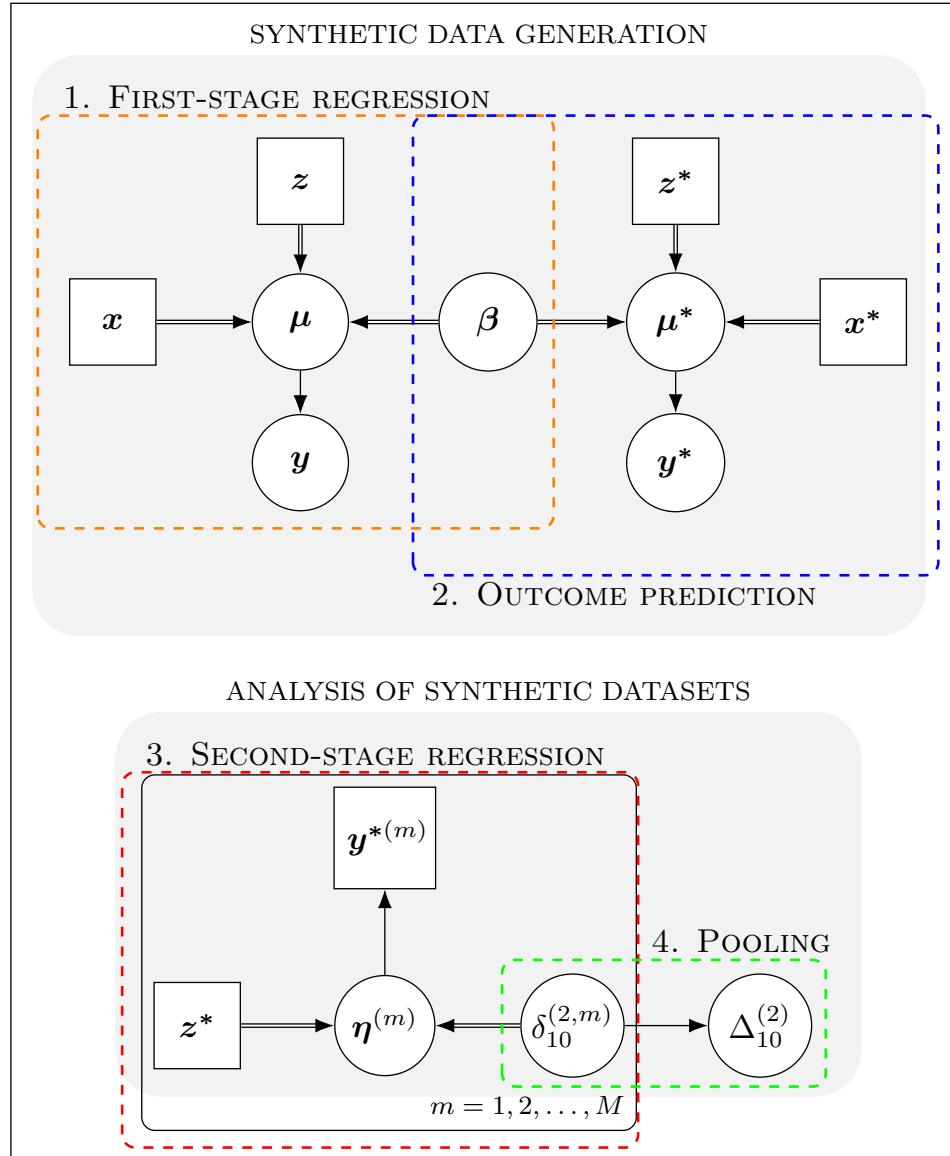 SYNTHETIC DATA GENERATION
1. First-stage regression
z
z*
x
μ
β
μ*
x*
y
y*
2. Outcome prediction
ANALYSIS OF SYNTHETIC DATASETS
3. Second-stage regression
y*(m)
4. Pooling
z*
η(m)
δ10(2,m)
Δ10(2)
m = 1, 2, . . . , M